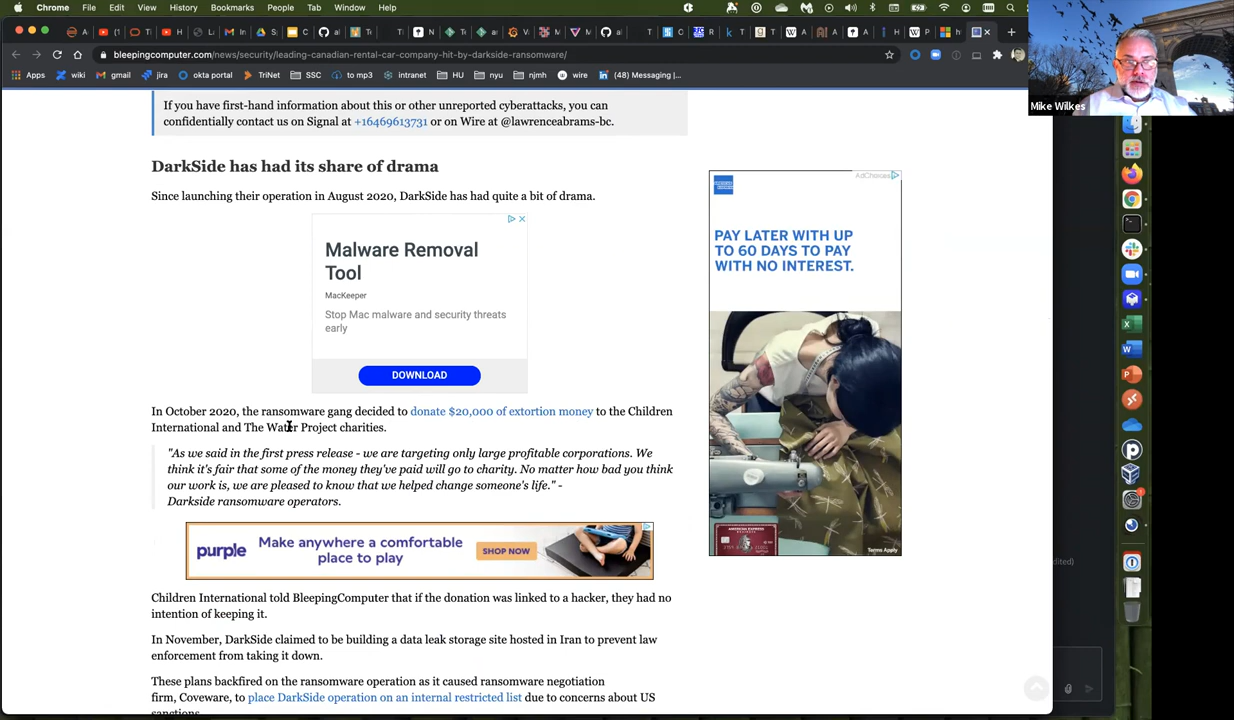 Chrome File Edit View History Bookmarks People Tab Window Help
bleepingcomputer.com/news/security/leading-canadian-rental-car-company-hit-by-darkside-ransomware/
Apps wiki gmail jira okta portal TriNet SSC to mp3 intranet HU nyu njmh wire (48) Messaging |...
Mike Wilkes
If you have first-hand information about this or other unreported cyberattacks, you can
confidentially contact us on Signal at +16469613731 or on Wire at @lawrenceabrams-bc.
DarkSide has had its share of drama
Since launching their operation in August 2020, DarkSide has had quite a bit of drama.
Malware Removal
Tool
MacKeeper
Stop Mac malware and security threats
early
DOWNLOAD
In October 2020, the ransomware gang decided to donate $20,000 of extortion money to the Children
International and The Water Project charities.
"As we said in the first press release - we are targeting only large profitable corporations. We
think it's fair that some of the money they've paid will go to charity. No matter how bad you think
our work is, we are pleased to know that we helped change someone's life." -
Darkside ransomware operators.
purple
Make anywhere a comfortable
place to play
SHOP NOW
Children International told BleepingComputer that if the donation was linked to a hacker, they had no
intention of keeping it.
In November, DarkSide claimed to be building a data leak storage site hosted in Iran to prevent law
enforcement from taking it down.
These plans backfired on the ransomware operation as it caused ransomware negotiation
firm, Coveware, to place DarkSide operation on an internal restricted list due to concerns about US
sanctions.
AdChoices
PAY LATER WITH UP
TO 60 DAYS TO PAY
WITH NO INTEREST.
Terms Apply